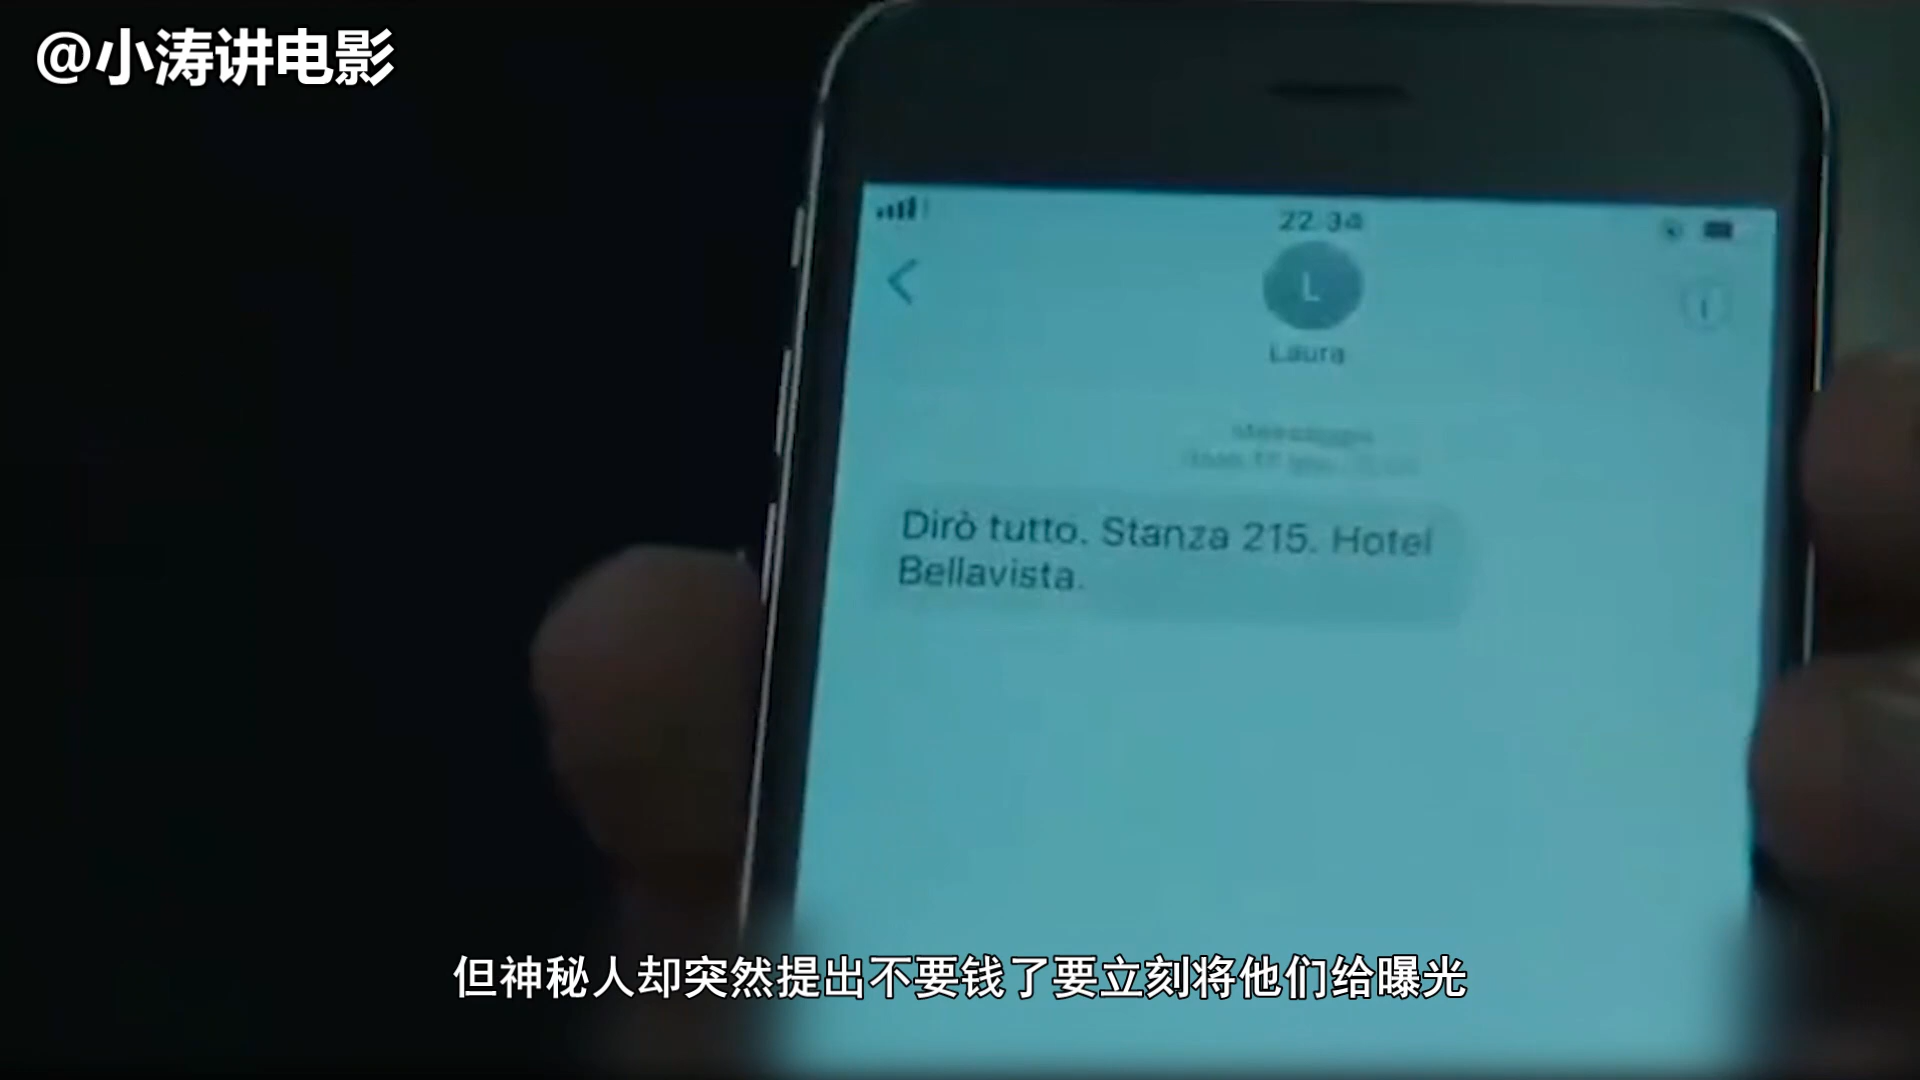 @小涛讲电影
22:34
L
Laura
Dirò tutto. Stanza 215. Hotel
Bellavista.
但神秘人却突然提出不要钱了要立刻将他们给曝光